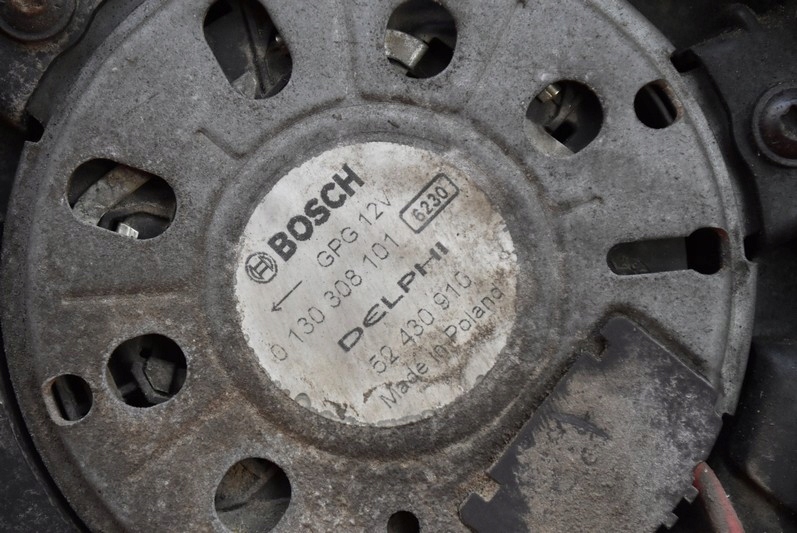 BOSCH
GPG 12V
6230
0 130 308 101
DELPHI
52 430 910
Made in Poland